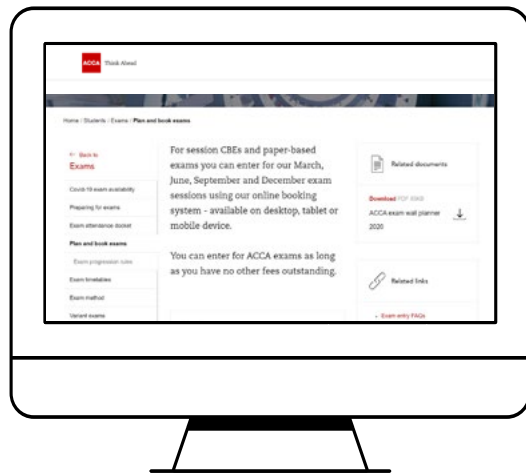 ACCA Think Ahead
Home / Students / Exams / Plan and book exams
← Back to
Exams
Covid-19 exam availability
Preparing for exams
Exam attendance docket
Plan and book exams
Exam progression rules
Exam timetables
Exam method
Variant exams
For session CBEs and paper-based
exams you can enter for our March,
June, September and December exam
sessions using our online booking
system - available on desktop, tablet or
mobile device.
You can enter for ACCA exams as long
as you have no other fees outstanding.
Related documents
Download PDF
ACCA exam wall planner
2020
Related links
Exam entry FAQs